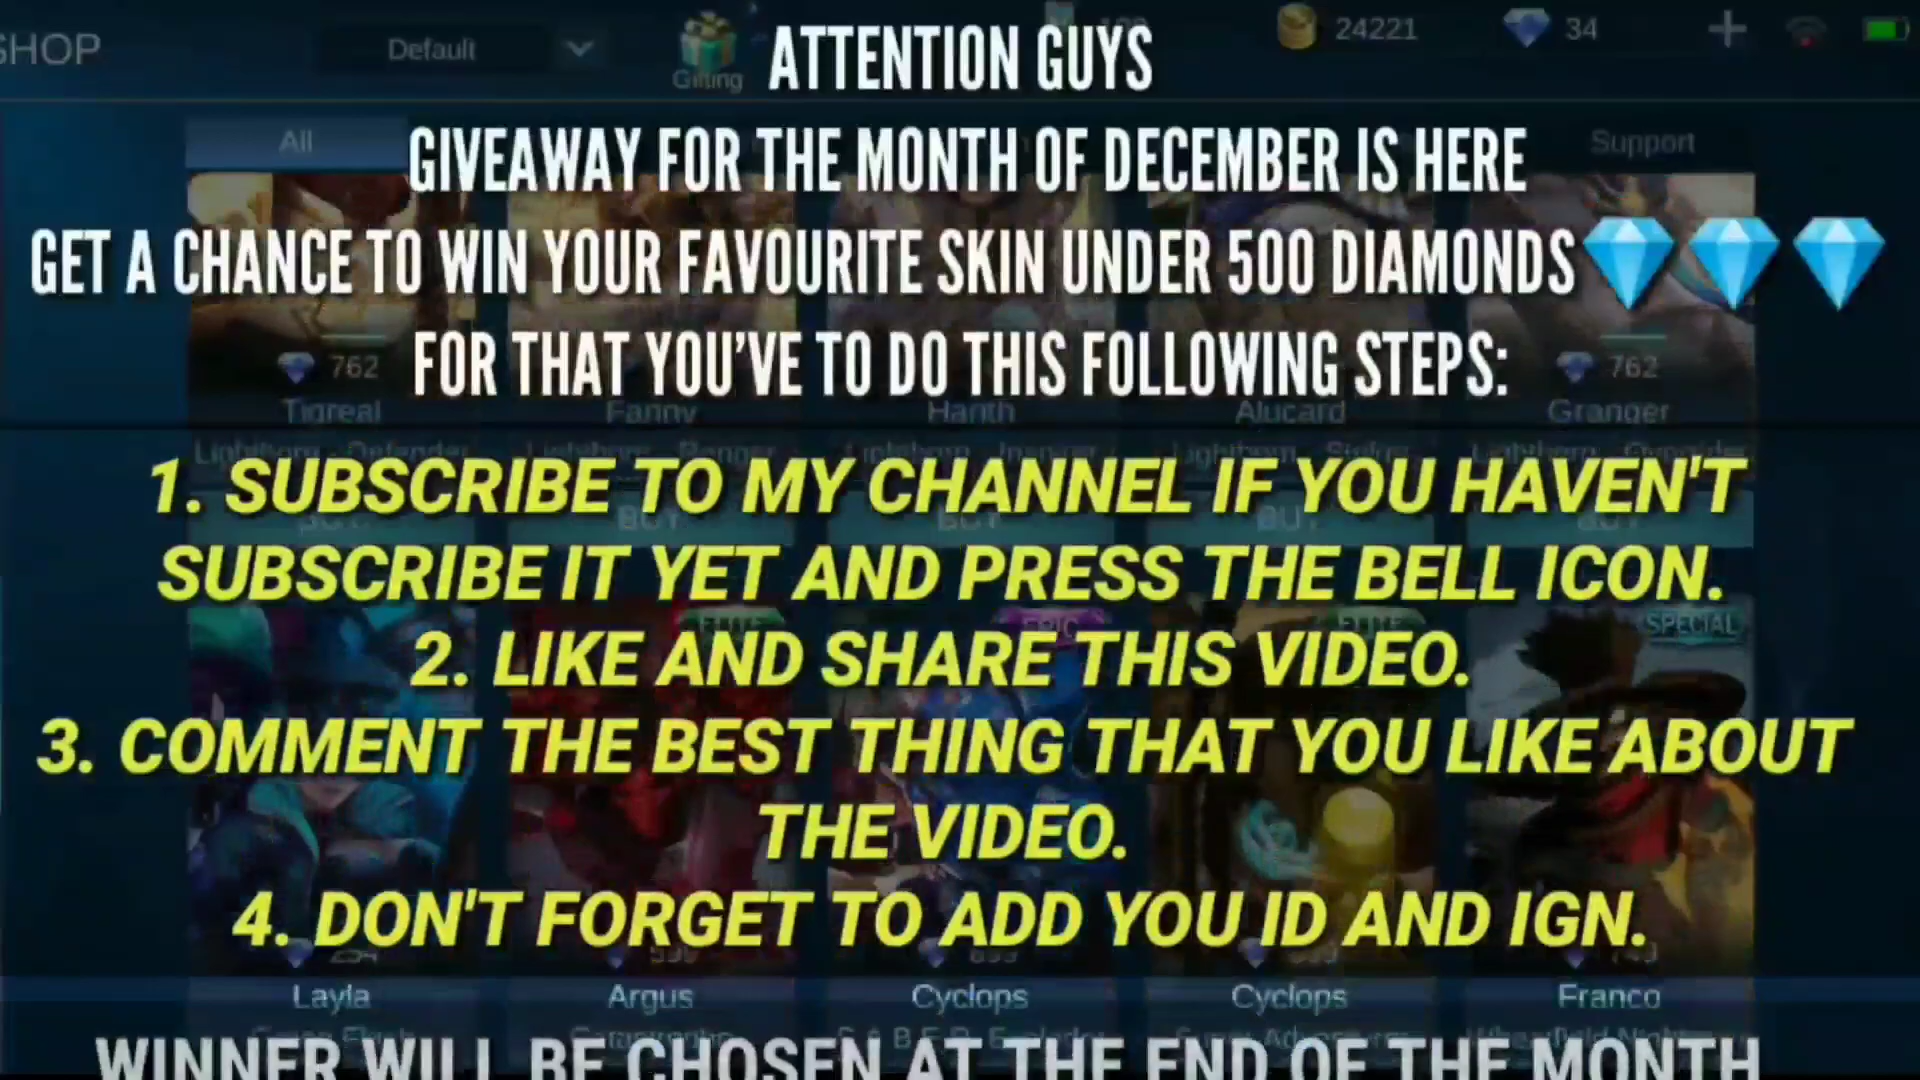 SHOP
Default
Gifting
24221
34
ATTENTION GUYS
All
Support
GIVEAWAY FOR THE MONTH OF DECEMBER IS HERE
GET A CHANCE TO WIN YOUR FAVOURITE SKIN UNDER 500 DIAMONDS
FOR THAT YOU'VE TO DO THIS FOLLOWING STEPS:
762
762
Tigreal Fanny Harith Alucard Granger
1. SUBSCRIBE TO MY CHANNEL IF YOU HAVEN'T
SUBSCRIBE IT YET AND PRESS THE BELL ICON.
ELITE EPIC ELITE SPECIAL
2. LIKE AND SHARE THIS VIDEO.
3. COMMENT THE BEST THING THAT YOU LIKE ABOUT
THE VIDEO.
4. DON'T FORGET TO ADD YOU ID AND IGN.
Layla Argus Cyclops Cyclops Franco
WINNER WILL BE CHOSEN AT THE END OF THE MONTH